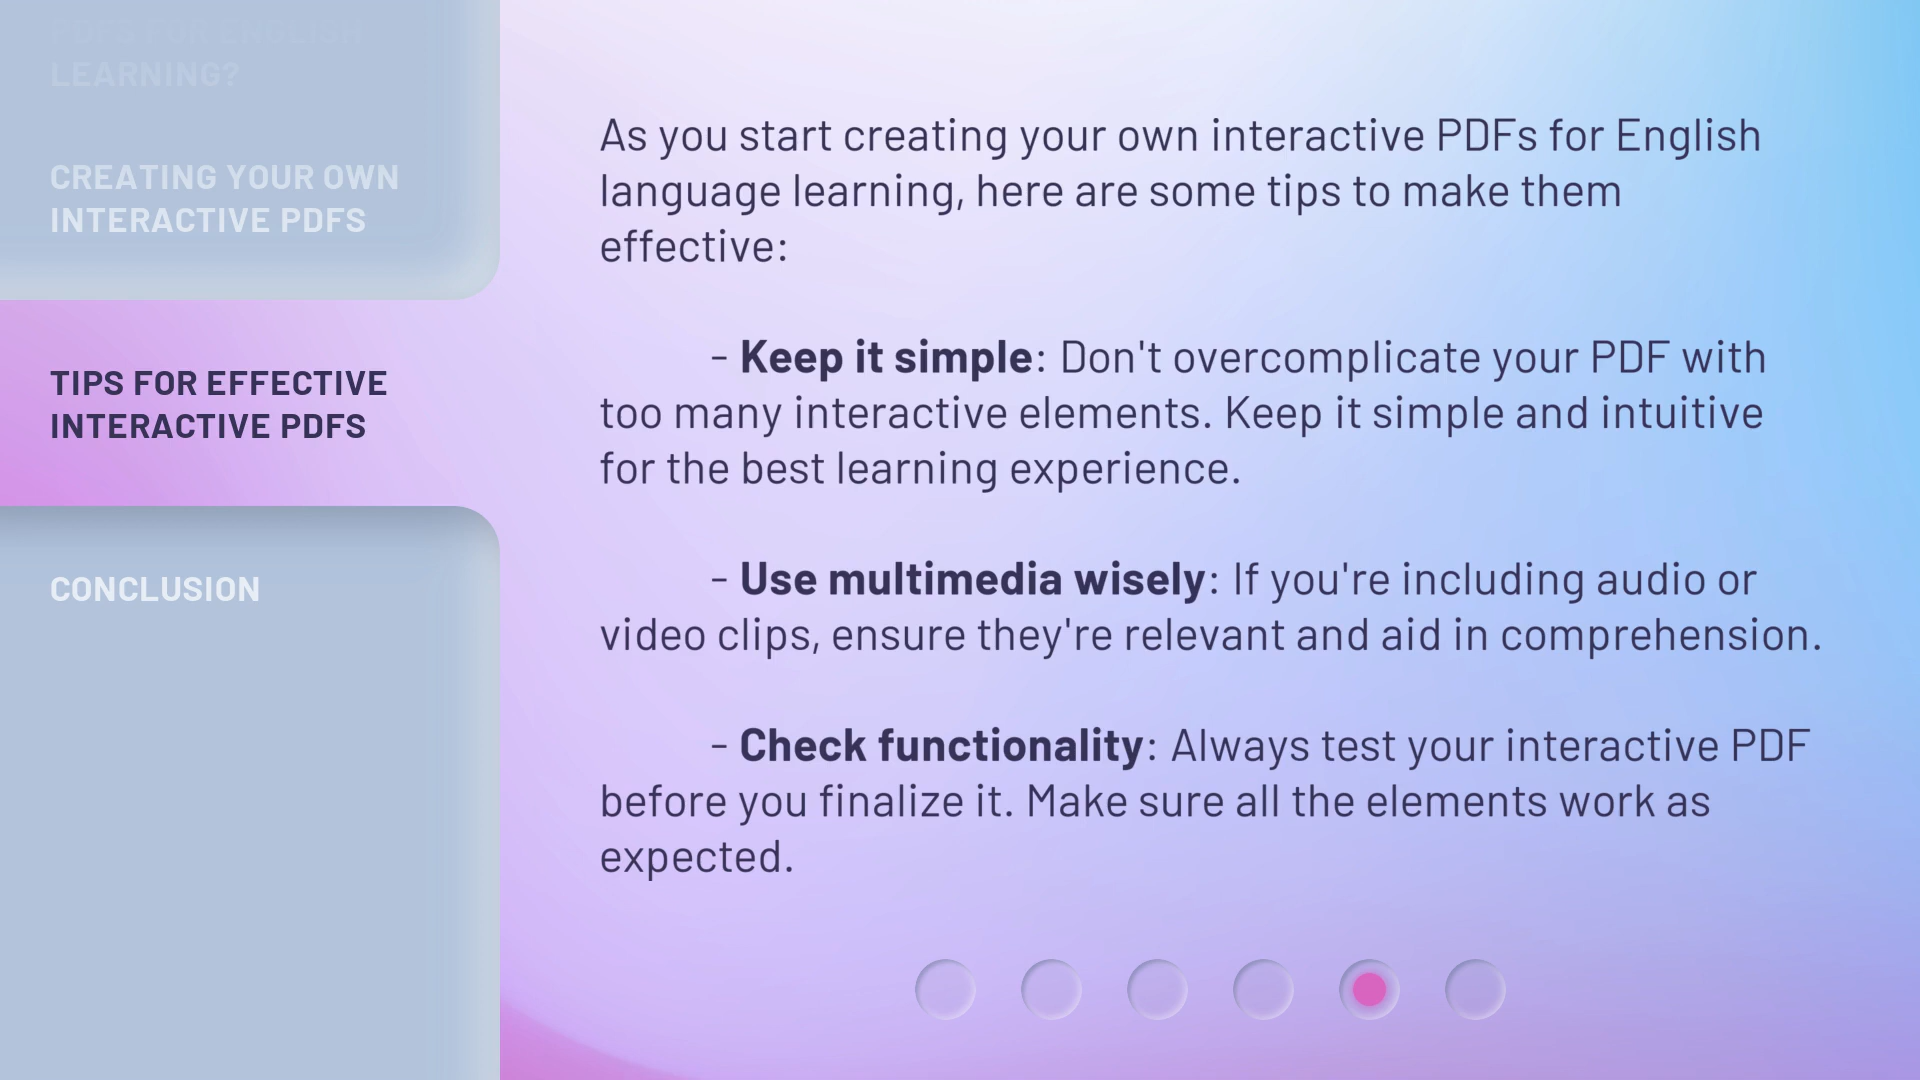 PDFS FOR ENGLISH
LEARNING?
CREATING YOUR OWN
INTERACTIVE PDFS
TIPS FOR EFFECTIVE
INTERACTIVE PDFS
CONCLUSION
As you start creating your own interactive PDFs for English
language learning, here are some tips to make them
effective:
- Keep it simple: Don't overcomplicate your PDF with
too many interactive elements. Keep it simple and intuitive
for the best learning experience.
- Use multimedia wisely: If you're including audio or
video clips, ensure they're relevant and aid in comprehension.
- Check functionality: Always test your interactive PDF
before you finalize it. Make sure all the elements work as
expected.